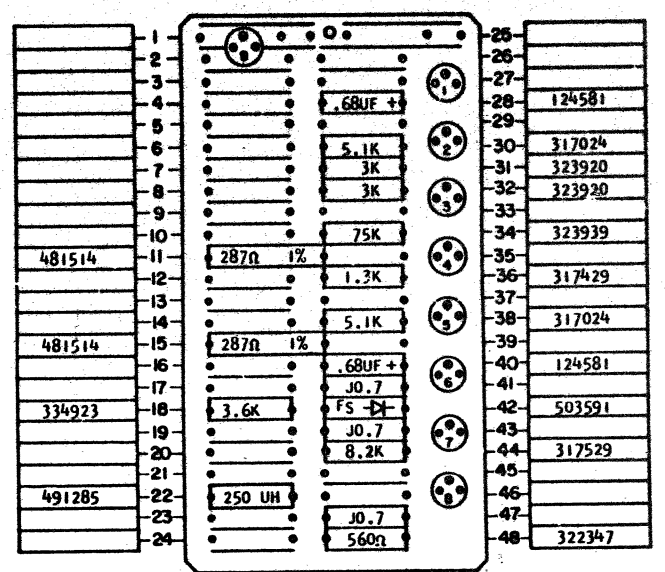 1 25
2 26
3 27 1
4 .68UF + 28 124581
5 29
6 5.1K 2 30 317024
7 3K 31 323920
8 3K 32 323920
9 3 33
10 75K 34 323939
481514 11 287Ω 1% 4 35
12 1.3K 36 317429
13 37
14 5.1K 5 38 317024
481514 15 287Ω 1% 39
16 .68UF + 40 124581
17 J0.7 6 41
334923 18 3.6K FS 42 503591
19 J0.7 7 43
20 8.2K 44 317529
21 45
491285 22 250 UH 46
23 J0.7 47
24 560Ω 48 322347